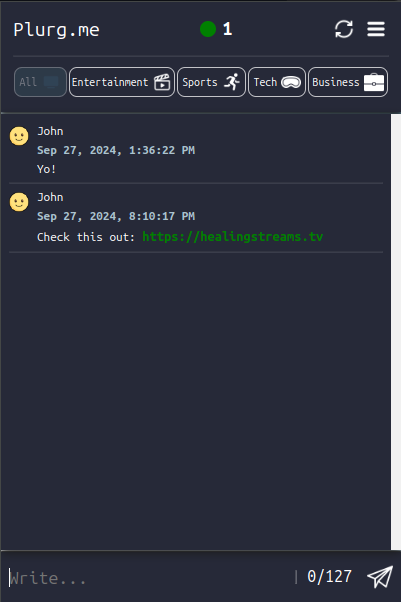 Plurg.me
1
All
Entertainment
Sports
Tech
Business
John
Sep 27, 2024, 1:36:22 PM
Yo!
John
Sep 27, 2024, 8:10:17 PM
Check this out: https://healingstreams.tv
Write...
| 0/127